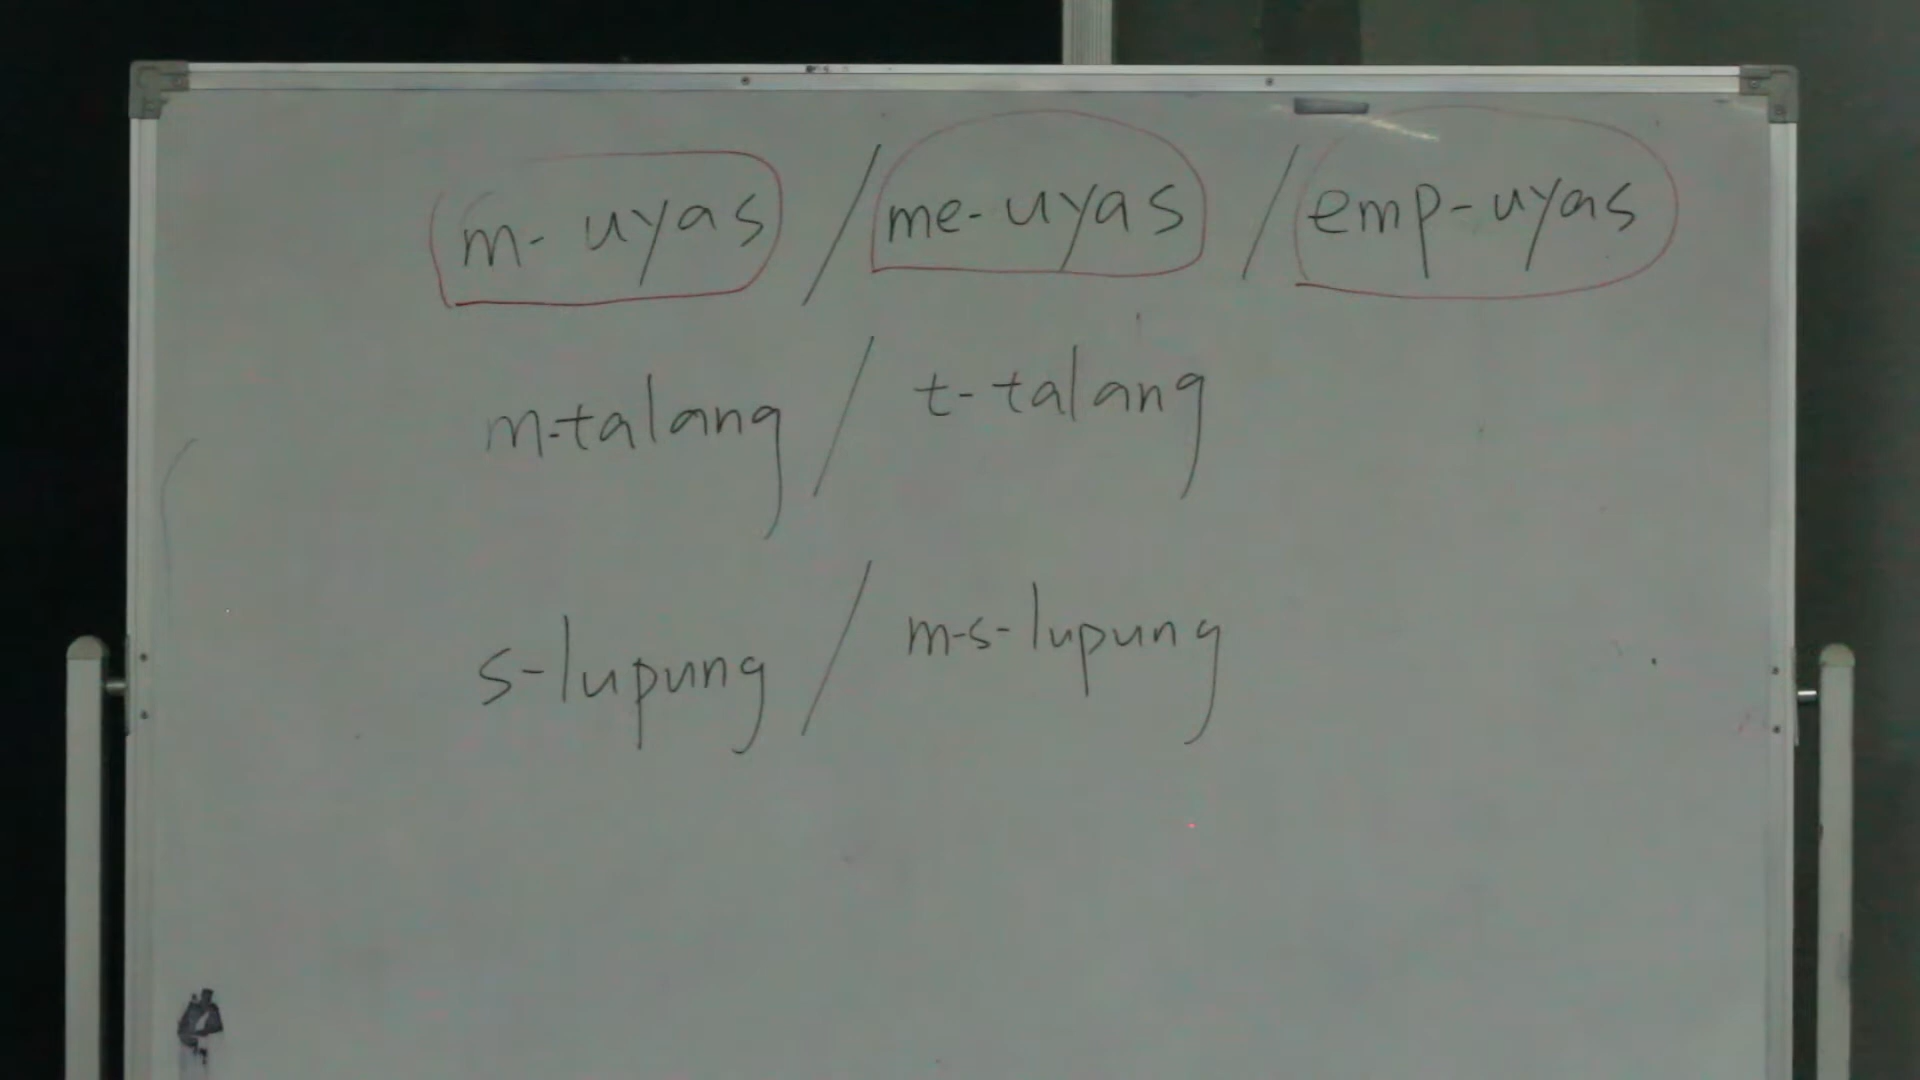 m-uyas / me-uyas / emp-uyas
m-talang / t-talang
s-lupung / m-s-lupung